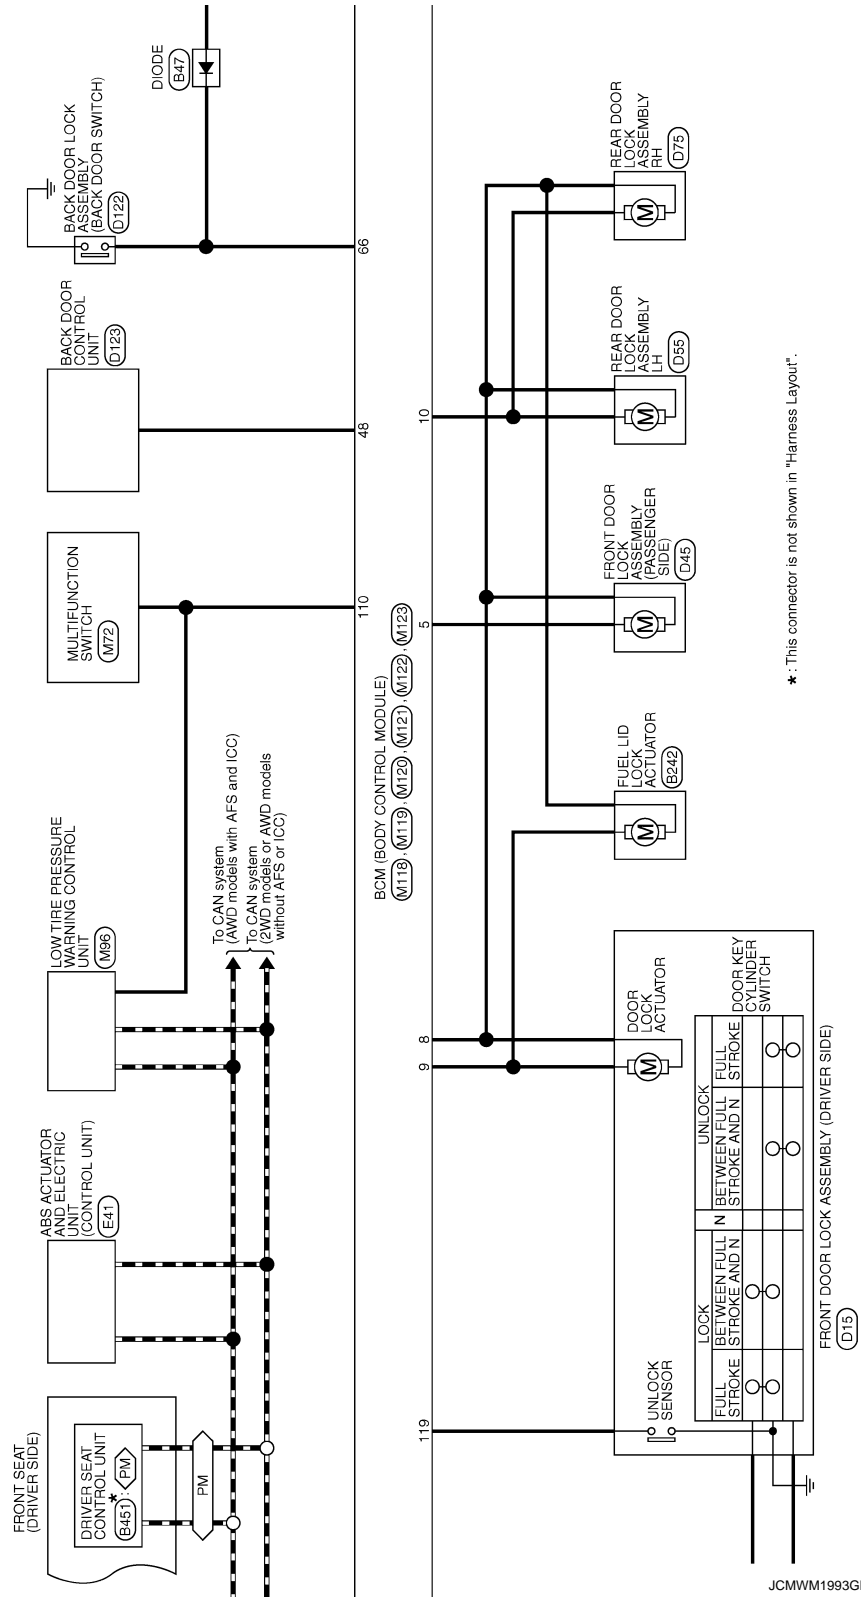 FRONT SEAT
(DRIVER SIDE)
DRIVER SEAT
CONTROL UNIT
*
B451 : PM
PM
ABS ACTUATOR
AND ELECTRIC
UNIT
(CONTROL UNIT)
E41
LOW TIRE PRESSURE
WARNING CONTROL
UNIT
M96
To CAN system
(AWD models with AFS and ICC)
To CAN system
(2WD models or AWD models
without AFS or ICC)
MULTIFUNCTION
SWITCH
M72
BACK DOOR
CONTROL
UNIT
D123
BACK DOOR LOCK
ASSEMBLY
(BACK DOOR SWITCH)
D122
DIODE
B47
110
48
66
BCM (BODY CONTROL MODULE)
M118 , M119 , M120 , M121 , M122 , M123
119
9
8
5
10
UNLOCK
SENSOR
DOOR
LOCK
ACTUATOR
LOCK
N
UNLOCK
FULL
STROKE
BETWEEN FULL
STROKE AND N
BETWEEN FULL
STROKE AND N
FULL
STROKE
DOOR KEY
CYLINDER
SWITCH
FRONT DOOR LOCK ASSEMBLY (DRIVER SIDE)
D15
M
FUEL LID
LOCK
ACTUATOR
B242
M
FRONT DOOR
LOCK
ASSEMBLY
(PASSENGER
SIDE)
D45
M
REAR DOOR
LOCK
ASSEMBLY
LH
D55
M
REAR DOOR
LOCK
ASSEMBLY
RH
D75
M
* : This connector is not shown in "Harness Layout".